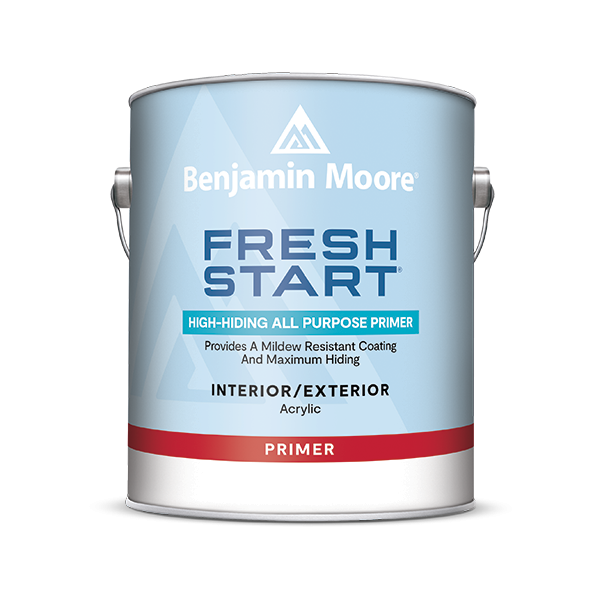 Benjamin Moore®
FRESH
START®
HIGH-HIDING ALL PURPOSE PRIMER
Provides A Mildew Resistant Coating
And Maximum Hiding
INTERIOR/EXTERIOR
Acrylic
PRIMER